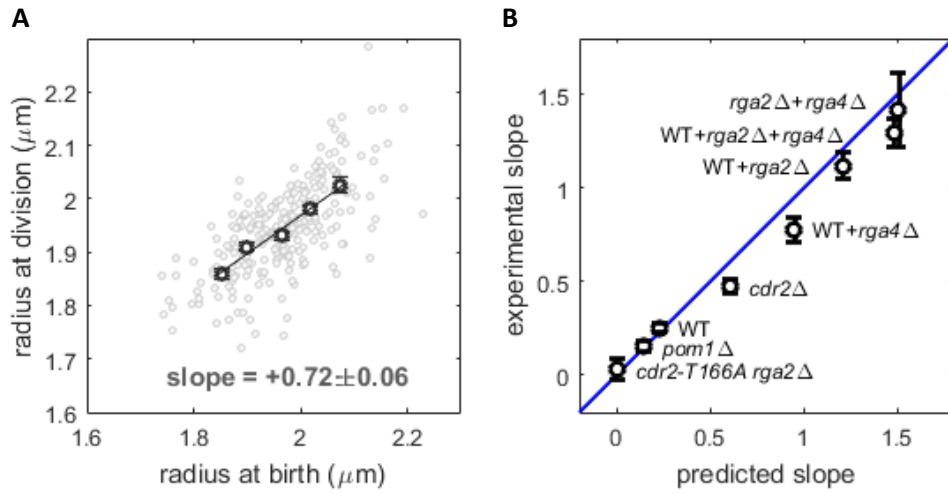 A
radius at division (μm)
2.2
2.1
2
1.9
1.8
1.7
1.6
slope = +0.72±0.06
1.6
1.8
2
2.2
radius at birth (μm)
B
experimental slope
1.5
1
0.5
0
rga2Δ+rga4Δ
WT+rga2Δ+rga4Δ
WT+rga2Δ
WT+rga4Δ
cdr2Δ
WT
pom1Δ
cdr2-T166A rga2Δ
0
0.5
1
1.5
predicted slope